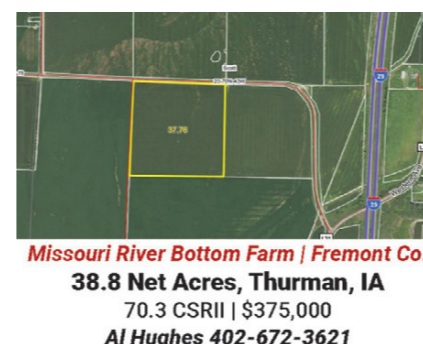 29
37.76
29
Missouri River Bottom Farm | Fremont Co
38.8 Net Acres, Thurman, IA
70.3 CSRII | $375,000
Al Hughes 402-672-3621